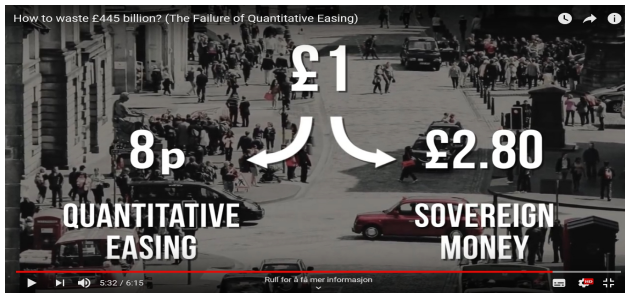 How to waste £445 billion? (The Failure of Quantitative Easing)
£1
8p
£2.80
QUANTITATIVE
EASING
SOVEREIGN
MONEY
5:32 / 6:15
Rull for å få mer informasjon